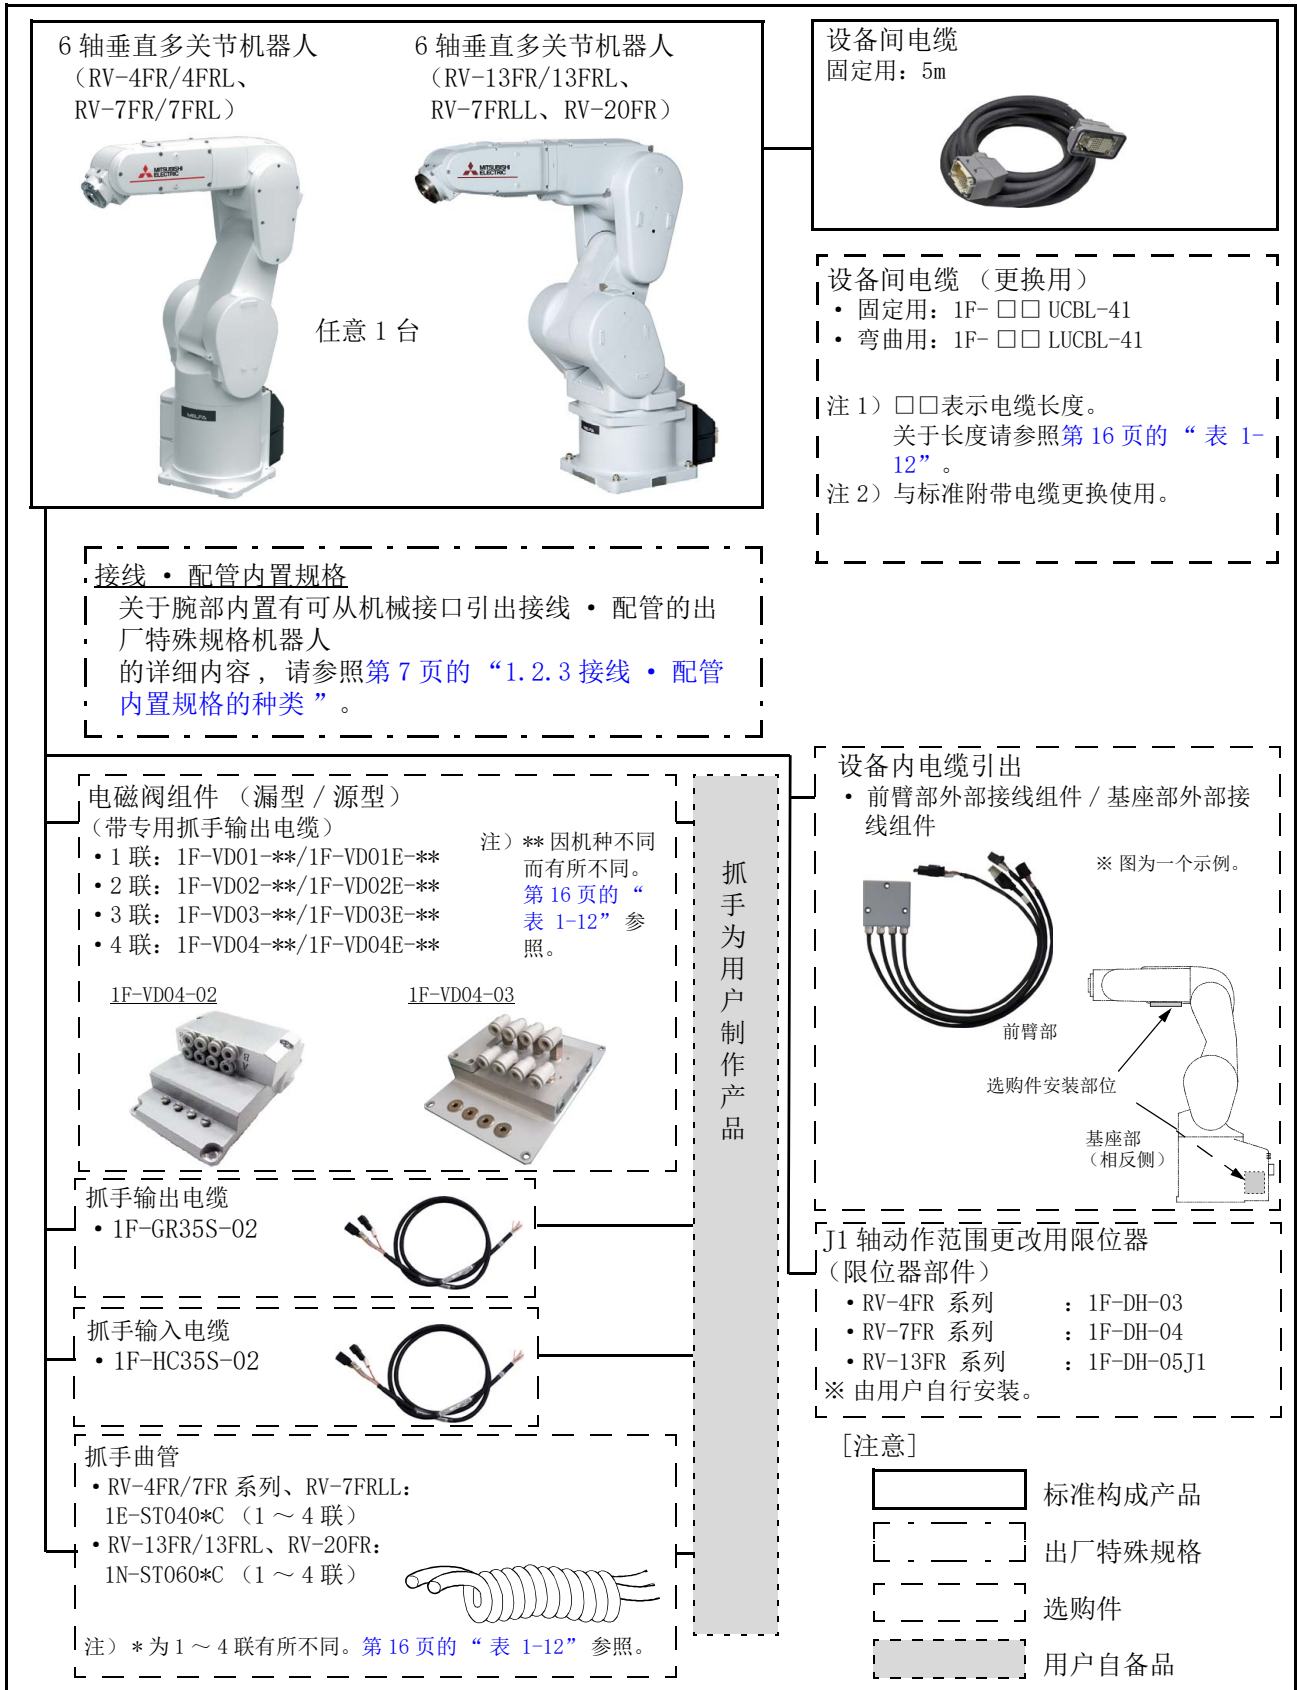 6 轴垂直多关节机器人
（RV-4FR/4FRL、
RV-7FR/7FRL）
6 轴垂直多关节机器人
（RV-13FR/13FRL、
RV-7FRLL、RV-20FR）
MITSUBISHI
ELECTRIC
MITSUBISHI
ELECTRIC
任意 1 台
MELFA
设备间电缆
固定用：5m
设备间电缆 （更换用）
• 固定用：1F- □□ UCBL-41
• 弯曲用：1F- □□ LUCBL-41
注 1）□□表示电缆长度。
关于长度请参照第 16 页的 “ 表 1-
12” 。
注 2）与标准附带电缆更换使用。
接线 • 配管内置规格
关于腕部内置有可从机械接口引出接线 • 配管的出
厂特殊规格机器人
的详细内容 , 请参照第 7 页的 “1.2.3 接线 • 配管
内置规格的种类 ” 。
电磁阀组件 （漏型 / 源型）
（带专用抓手输出电缆）
• 1 联：1F-VD01-**/1F-VD01E-**
• 2 联：1F-VD02-**/1F-VD02E-**
• 3 联：1F-VD03-**/1F-VD03E-**
• 4 联：1F-VD04-**/1F-VD04E-**
注）** 因机种不同
而有所不同。
第 16 页的 “
表 1-12” 参
照。
1F-VD04-02
1F-VD04-03
抓手为用户制作产品
设备内电缆引出
• 前臂部外部接线组件 / 基座部外部接
线组件
※ 图为一个示例。
前臂部
选购件安装部位
基座部
（相反侧）
抓手输出电缆
• 1F-GR35S-02
抓手输入电缆
• 1F-HC35S-02
J1 轴动作范围更改用限位器
（限位器部件）
• RV-4FR 系列 ：1F-DH-03
• RV-7FR 系列 ：1F-DH-04
• RV-13FR 系列 ：1F-DH-05J1
※ 由用户自行安装。
抓手曲管
• RV-4FR/7FR 系列、RV-7FRLL：
1E-ST040*C （1 ～ 4 联）
• RV-13FR/13FRL、RV-20FR：
1N-ST060*C （1 ～ 4 联）
注） * 为 1 ～ 4 联有所不同。第 16 页的 “ 表 1-12” 参照。
[注意]
标准构成产品
出厂特殊规格
选购件
用户自备品